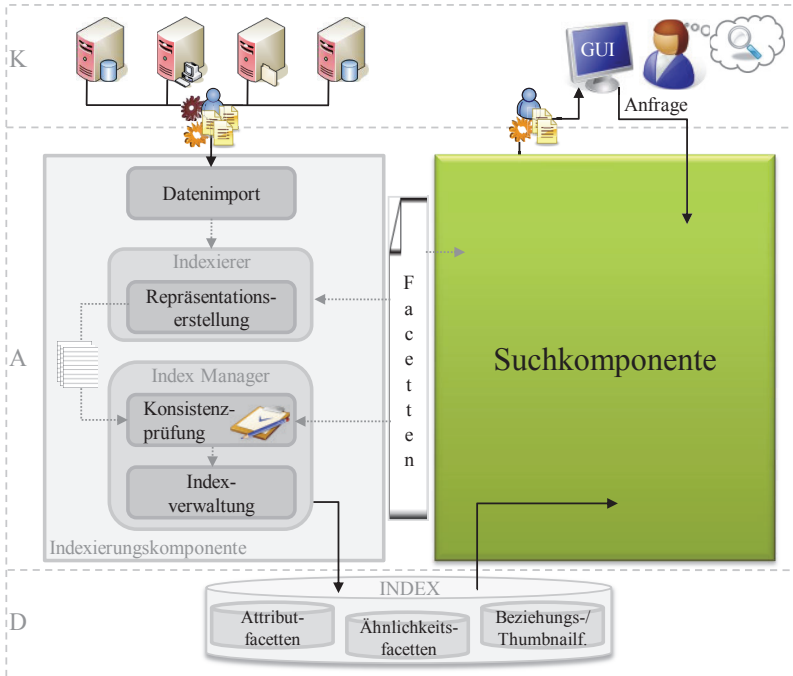 K
GUI
Anfrage
A
Datenimport
Indexierer
Repräsentations-
erstellung
Index Manager
Konsistenz-
prüfung
Index-
verwaltung
Indexierungskomponente
Facetten
Suchkomponente
D
INDEX
Attribut-
facetten
Ähnlichkeits-
facetten
Beziehungs-/
Thumbnailf.